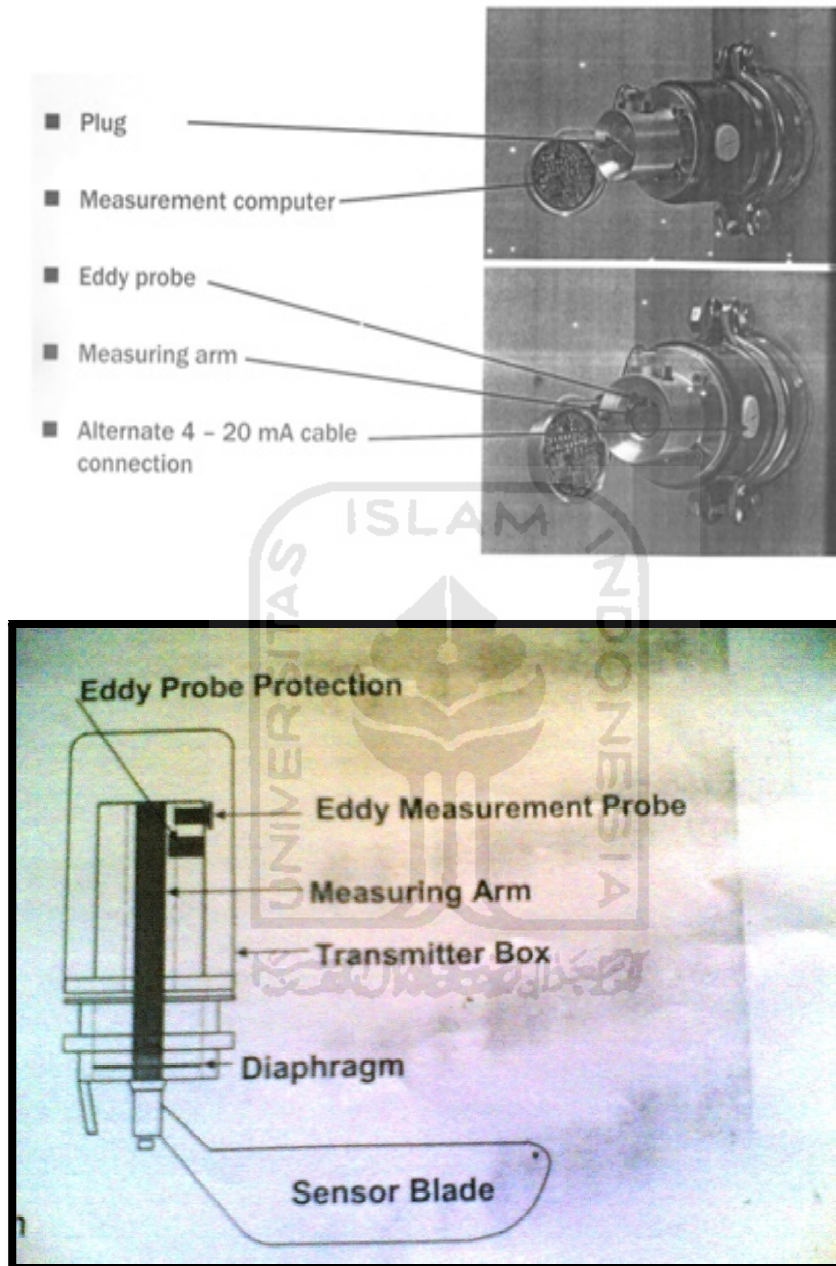 Plug
Measurement computer
Eddy probe
Measuring arm
Alternate 4 – 20 mA cable
connection
UNIVERSITAS ISLAM INDONESIA
Eddy Probe Protection
Eddy Measurement Probe
Measuring Arm
Transmitter Box
Diaphragm
Sensor Blade